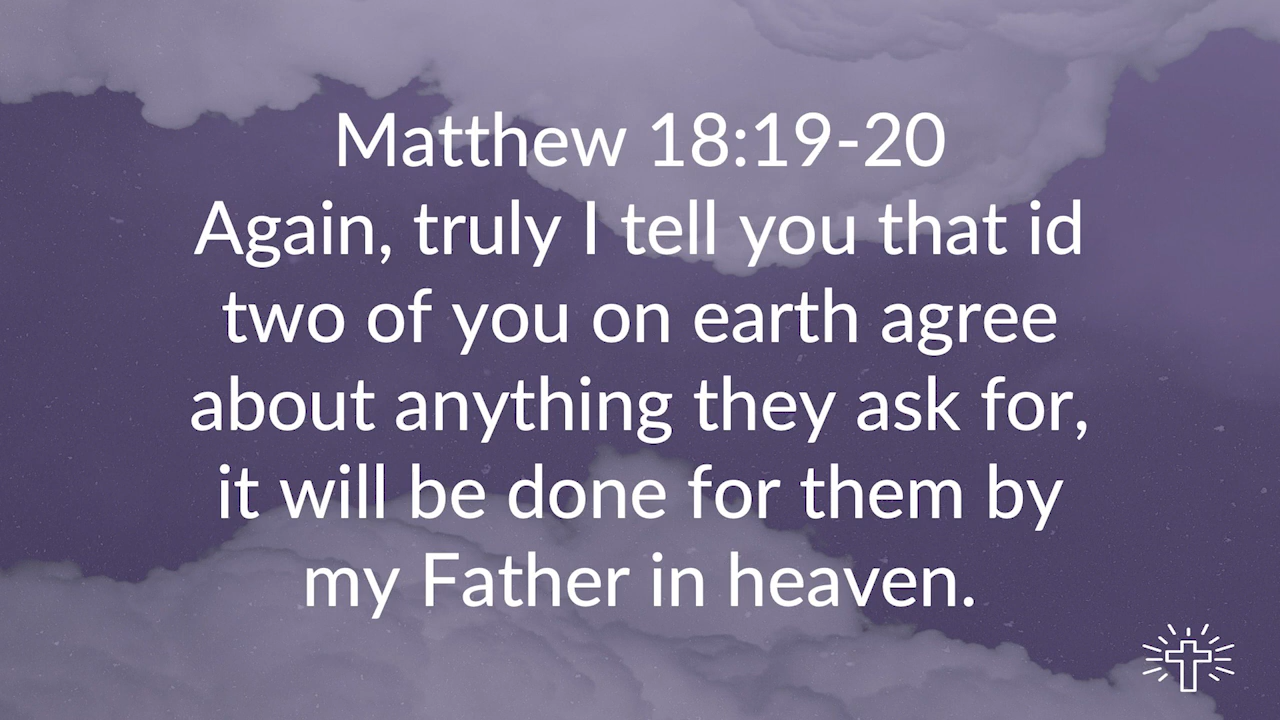 Matthew 18:19-20
Again, truly I tell you that id
two of you on earth agree
about anything they ask for,
it will be done for them by
my Father in heaven.